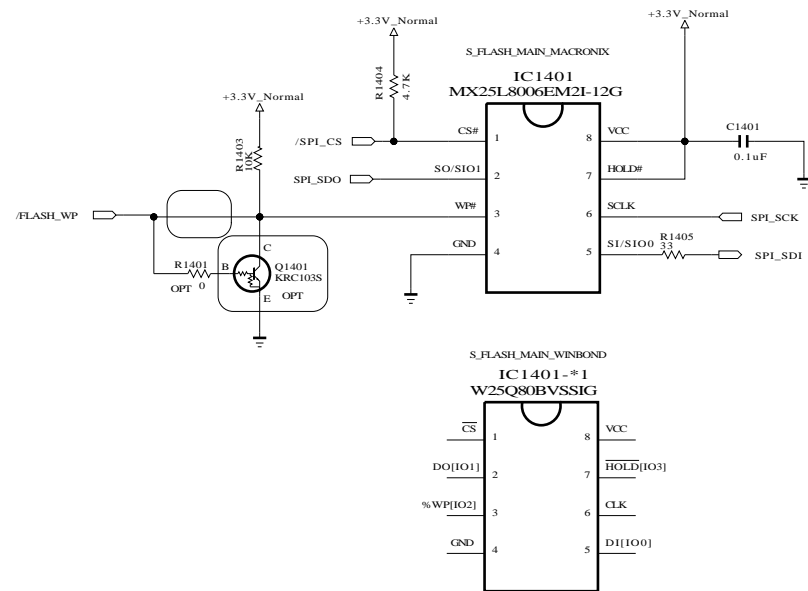 +3.3V_Normal
+3.3V_Normal
S_FLASH_MAIN_MACRONIX
R1404
4.7K
IC1401
MX25L8006EM2I-12G
+3.3V_Normal
/SPI_CS
CS#
1
8
VCC
C1401
0.1uF
R1403
10K
SPI_SDO
SO/SIO1
2
7
HOLD#
/FLASH_WP
WP#
3
6
SCLK
SPI_SCK
GND
4
5
SI/SIO0
R1405
33
SPI_SDI
R1401
0
OPT
B
C
E
Q1401
KRC103S
OPT
S_FLASH_MAIN_WINBOND
IC1401-*1
W25Q80BVSSIG
CS
1
8
VCC
DO[IO1]
2
7
HOLD[IO3]
%WP[IO2]
3
6
CLK
GND
4
5
DI[IO0]